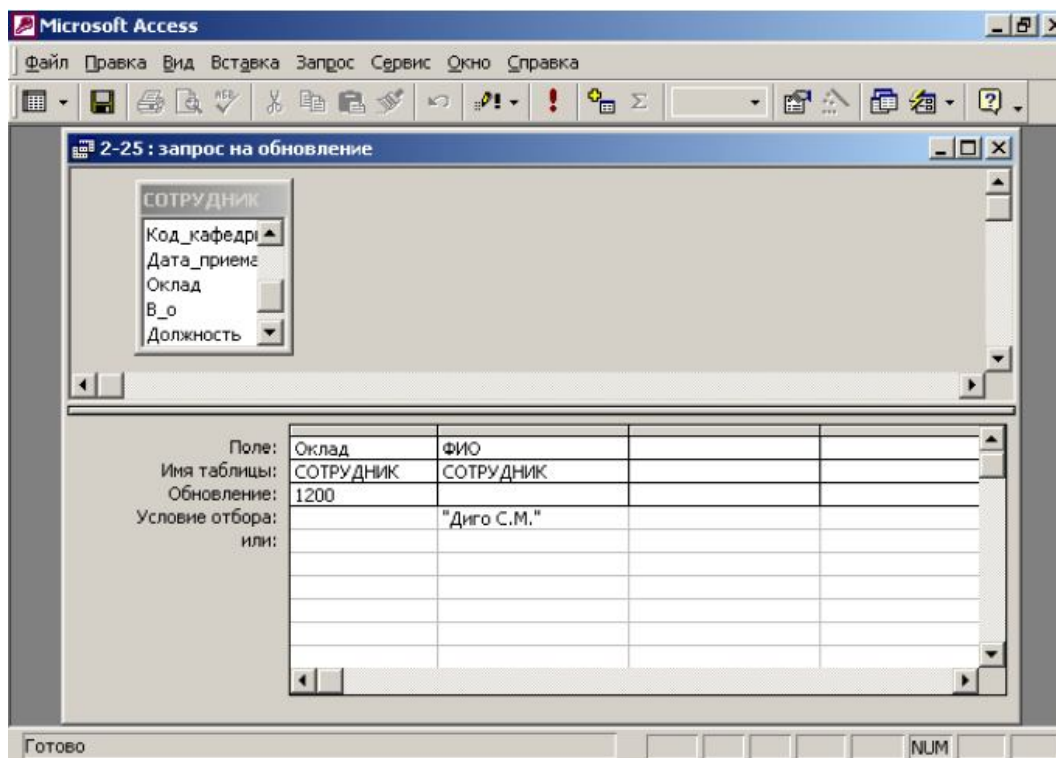 Microsoft Access
Файл Правка Вид Вставка Запрос Сервис Окно Справка
2-25 : запрос на обновление
СОТРУДНИК
Код_кафедры
Дата_приема
Оклад
В_о
Должность
Поле: Оклад ФИО
Имя таблицы: СОТРУДНИК СОТРУДНИК
Обновление: 1200
Условие отбора: "Диго С.М."
или:
Готово NUM